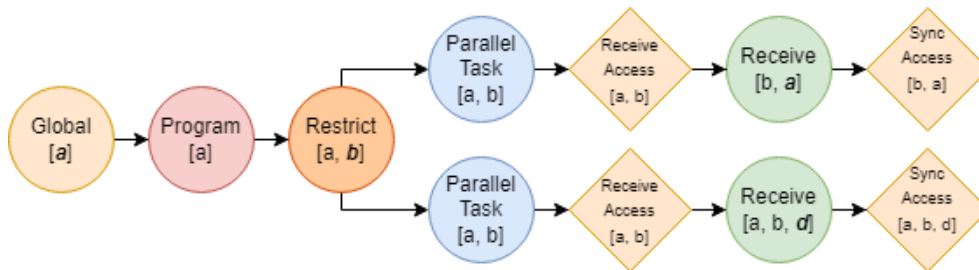 Global
[a]
Program
[a]
Restrict
[a, b]
Parallel
Task
[a, b]
Receive
Access
[a, b]
Receive
[b, a]
Sync
Access
[b, a]
Parallel
Task
[a, b]
Receive
Access
[a, b]
Receive
[a, b, d]
Sync
Access
[a, b, d]